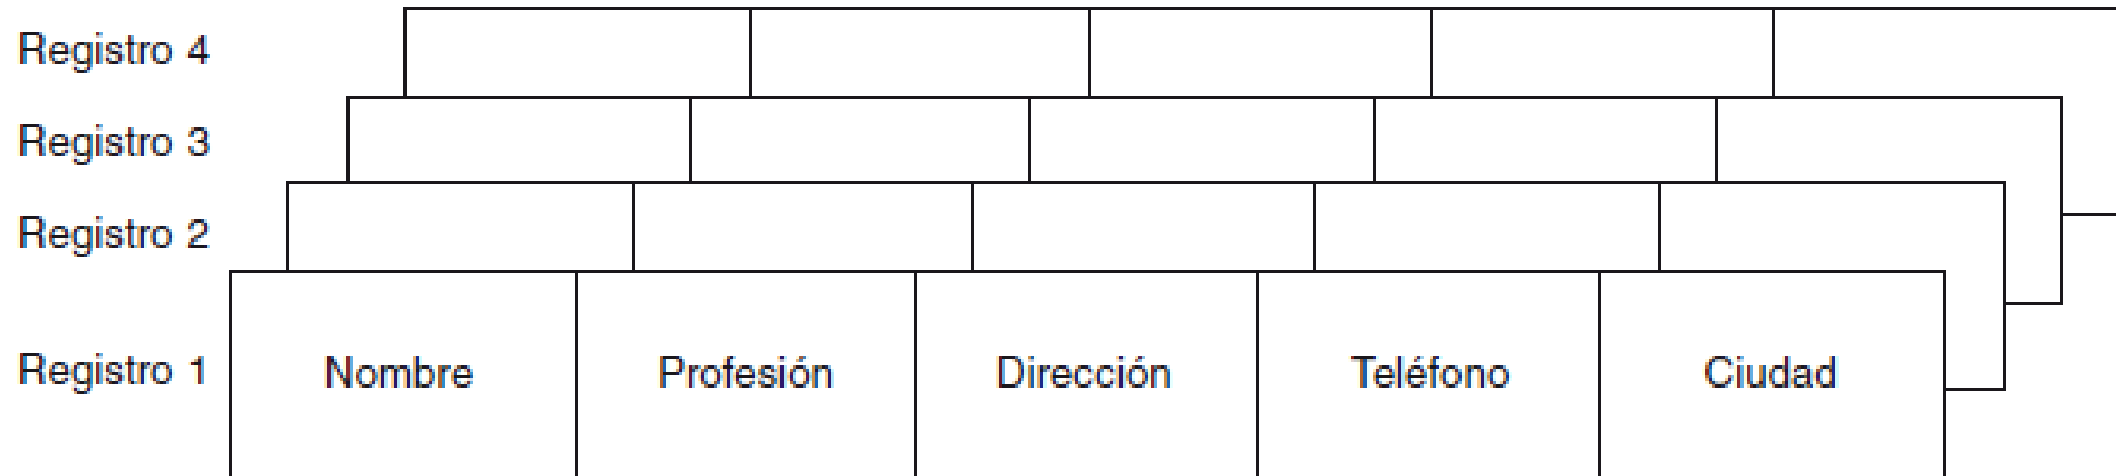 Registro 4
Registro 3
Registro 2
Registro 1 Nombre Profesión Dirección Teléfono Ciudad